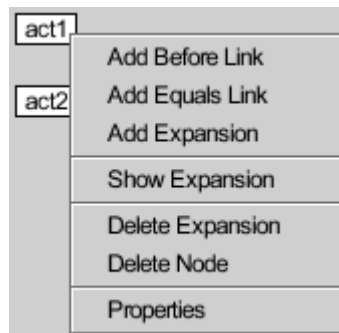 act1
Add Before Link
act2
Add Equals Link
Add Expansion
Show Expansion
Delete Expansion
Delete Node
Properties